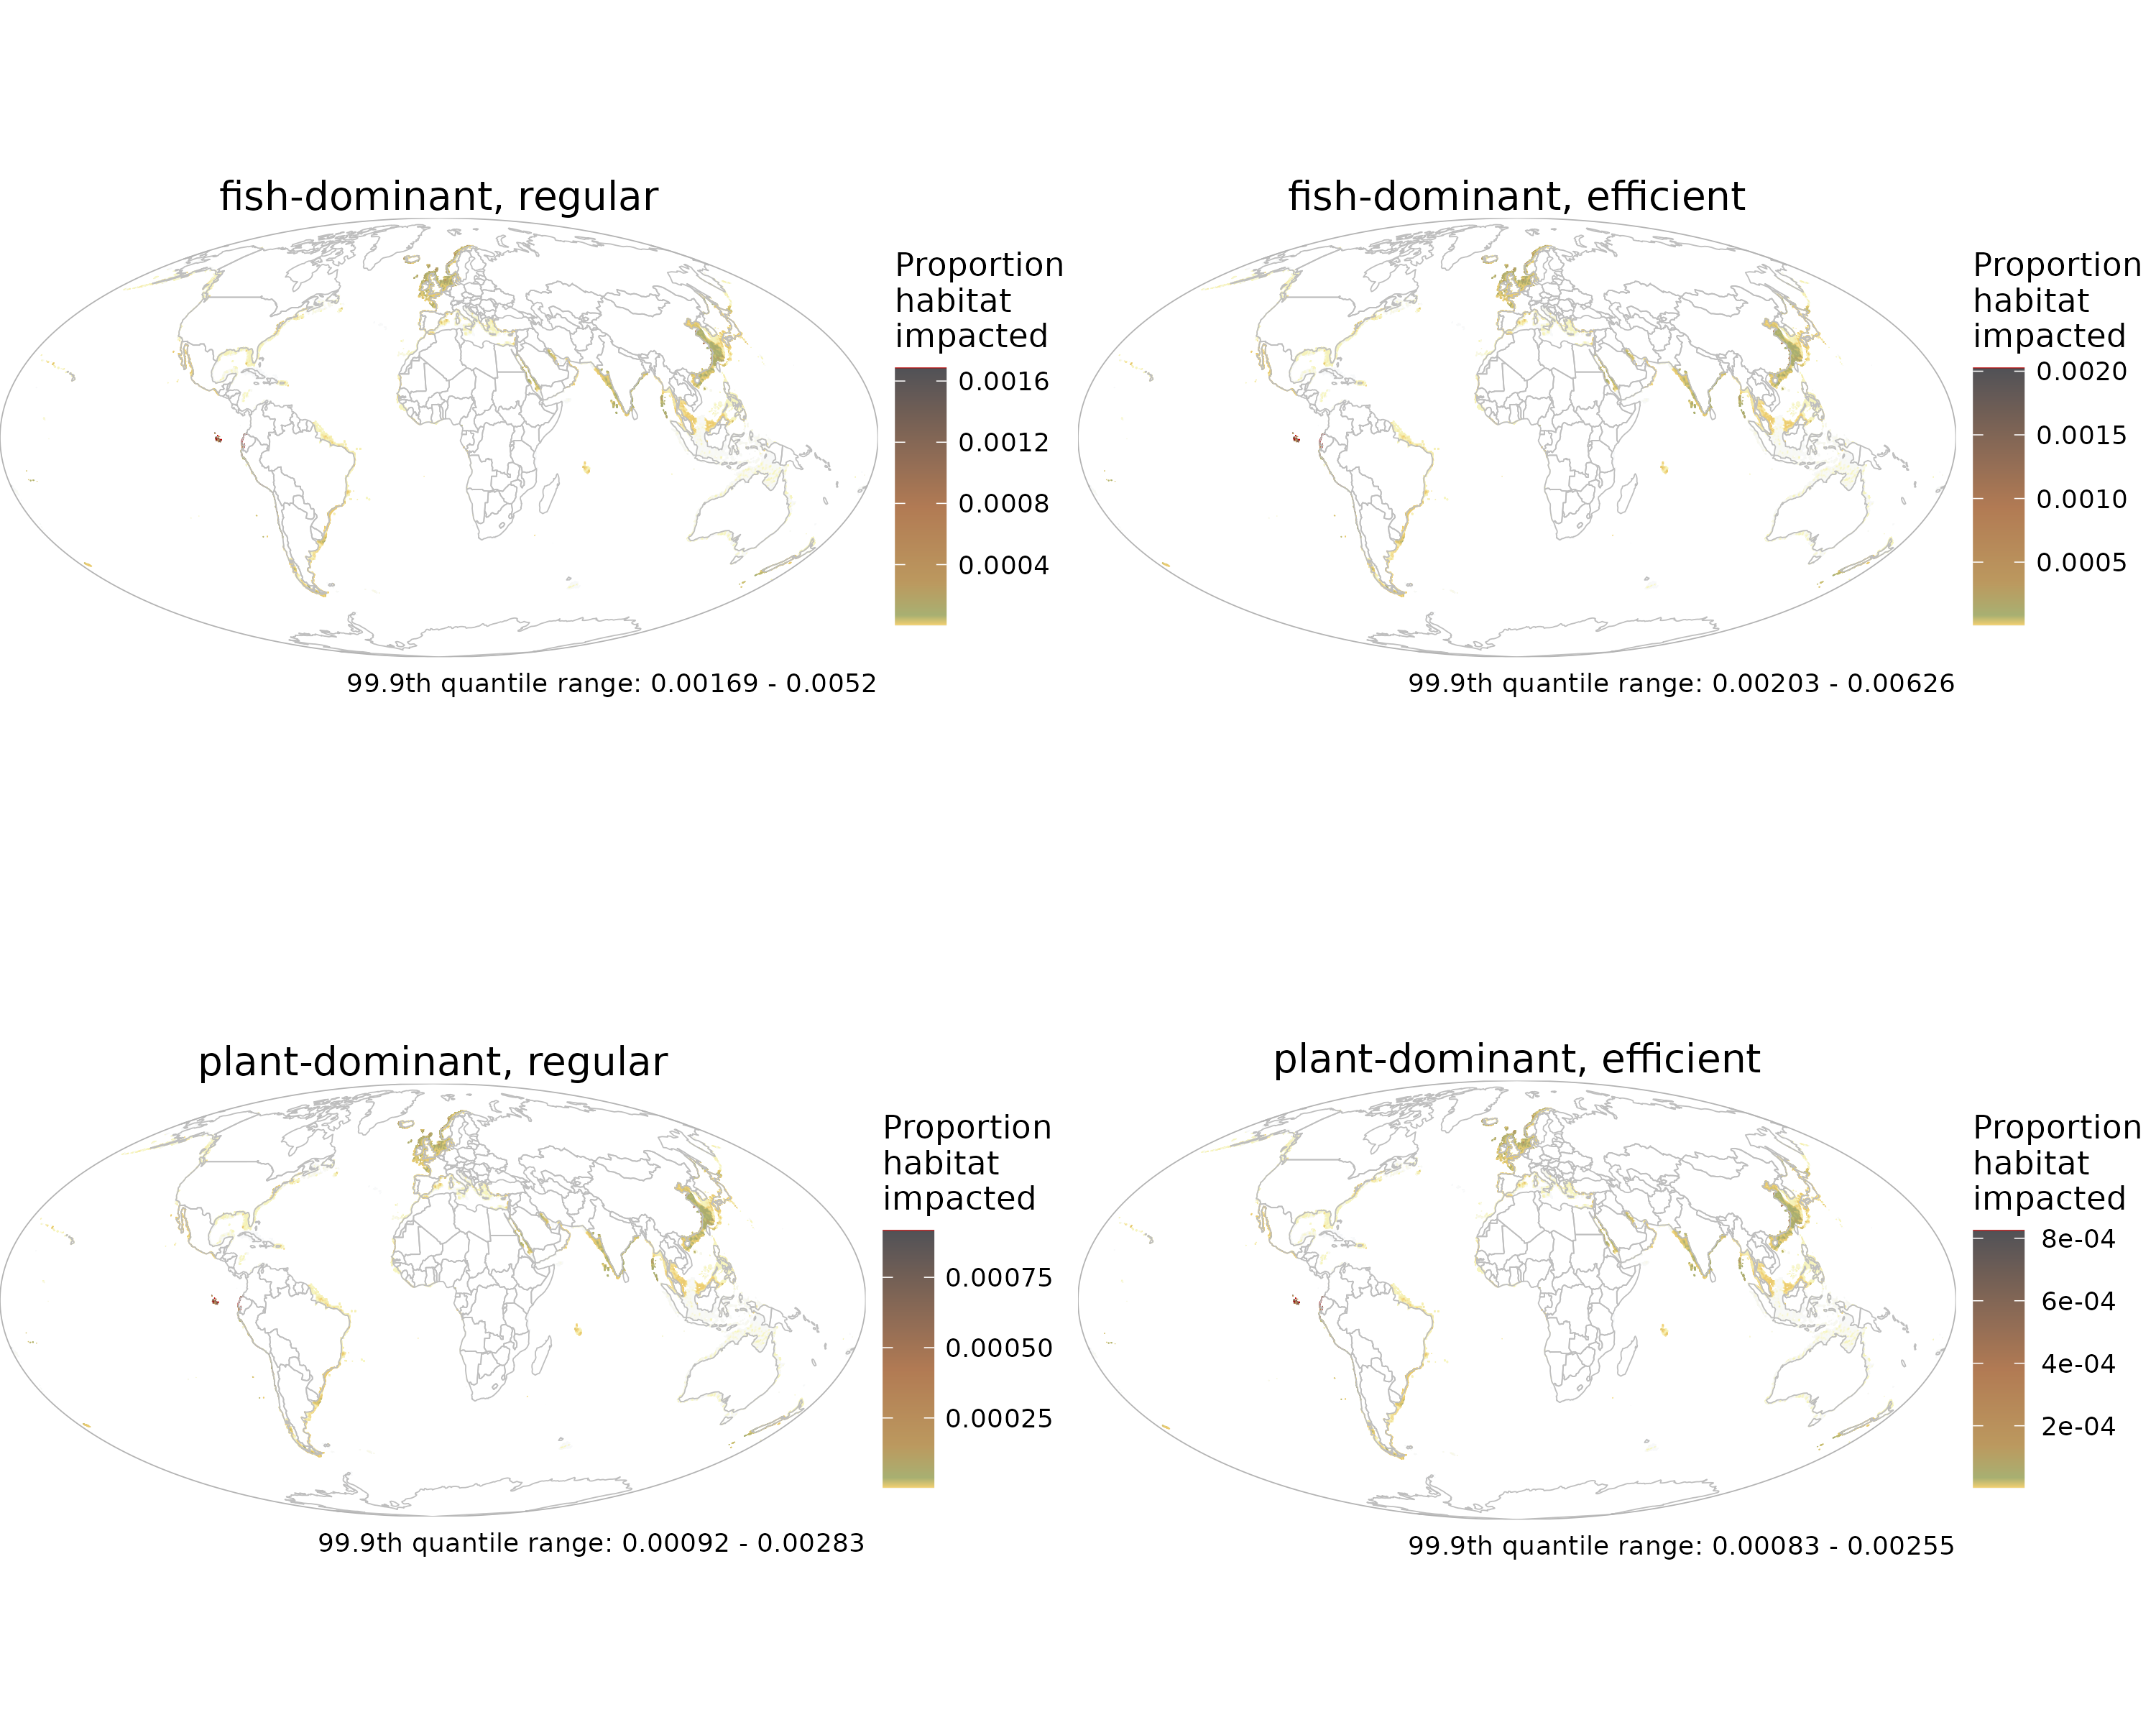 fish-dominant, regular
Proportion
habitat
impacted
0.0016
0.0012
0.0008
0.0004
99.9th quantile range: 0.00169 - 0.0052
fish-dominant, efficient
Proportion
habitat
impacted
0.0020
0.0015
0.0010
0.0005
99.9th quantile range: 0.00203 - 0.00626
plant-dominant, regular
Proportion
habitat
impacted
0.00075
0.00050
0.00025
99.9th quantile range: 0.00092 - 0.00283
plant-dominant, efficient
Proportion
habitat
impacted
8e-04
6e-04
4e-04
2e-04
99.9th quantile range: 0.00083 - 0.00255